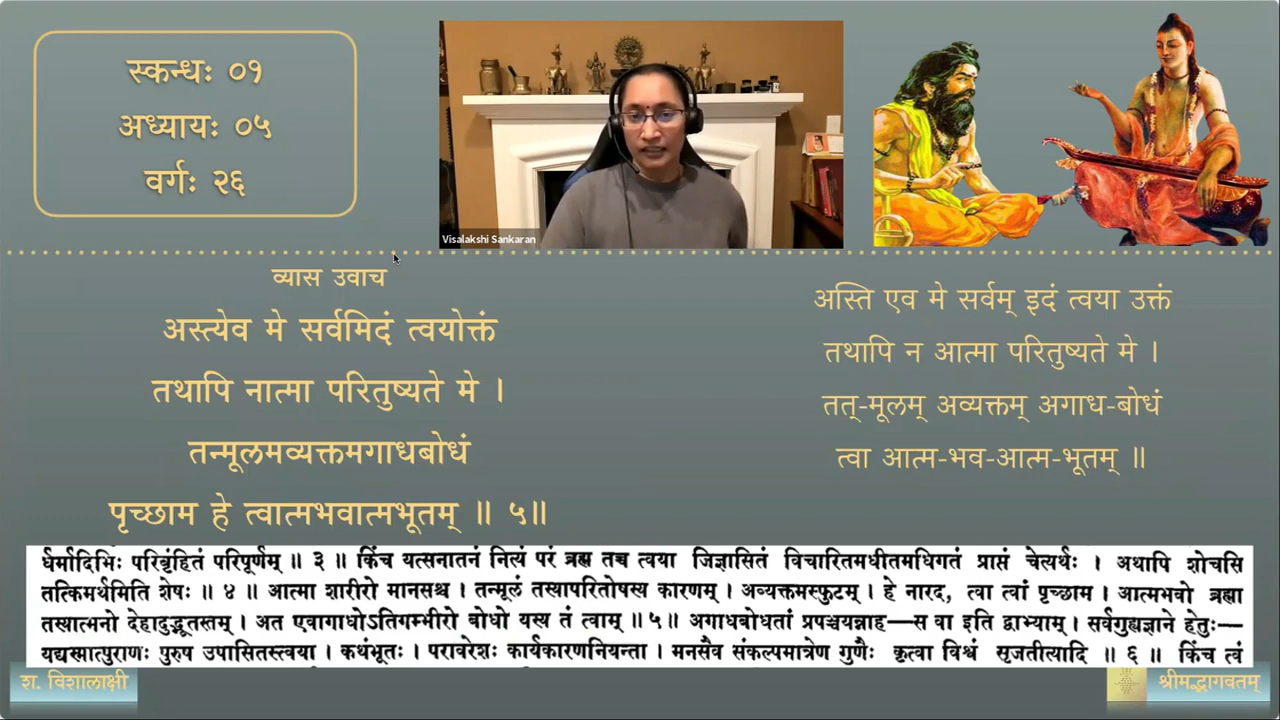 स्कन्धः ०१
अध्यायः ०५
वर्गः २६
Visalakshi Sankaran
व्यास उवाच
अस्त्येव मे सर्वमिदं त्वयोक्तं
तथापि नात्मा परितुष्यते मे ।
तन्मूलमव्यक्तमगाधबोधं
पृच्छाम हे त्वात्मभवात्मभूतम् ॥ ५॥
अस्ति एव मे सर्वम् इदं त्वया उक्तं
तथापि न आत्मा परितुष्यते मे ।
तत्-मूलम् अव्यक्तम् अगाध-बोधं
त्वा आत्म-भव-आत्म-भूतम् ॥
र्धर्मादिभिः परिबृंहितं परिपूर्णम् ॥ ३ ॥ किंच यत्सनातनं नित्यं परं ब्रह्म तच्च त्वया जिज्ञासितं विचारितमधीतमधिगतं प्राप्तं चेत्यर्थः । अथापि शोचसि
तत्किमर्थमिति शेषः ॥ ४ ॥ आत्मा शारीरो मानसश्च । तन्मूलं तस्यापरितोषस्य कारणम् । अव्यक्तमस्फुटम् । हे नारद, त्वा त्वां पृच्छाम । आत्मभवो ब्रह्मा
तस्यात्मनो देहादुद्भूतस्तम् । अत एवागाधोऽतिगम्भीरो बोधो यस्य तं त्वाम् ॥ ५ ॥ अगाधबोधतां प्रपञ्चयन्नाह—स वा इति द्वाभ्याम् । सर्वगुह्यज्ञाने हेतुः—
यद्यस्मात्पुराणः पुरुष उपासितस्त्वया । कथंभूतः । परावरेशः कार्यकारणनियन्ता । मनसैव संकल्पमात्रेण गुणैः कृत्वा विश्वं सृजतीत्यादि ॥ ६ ॥ किंच त्वं
श. विशालाक्षी
श्रीमद्भागवतम्